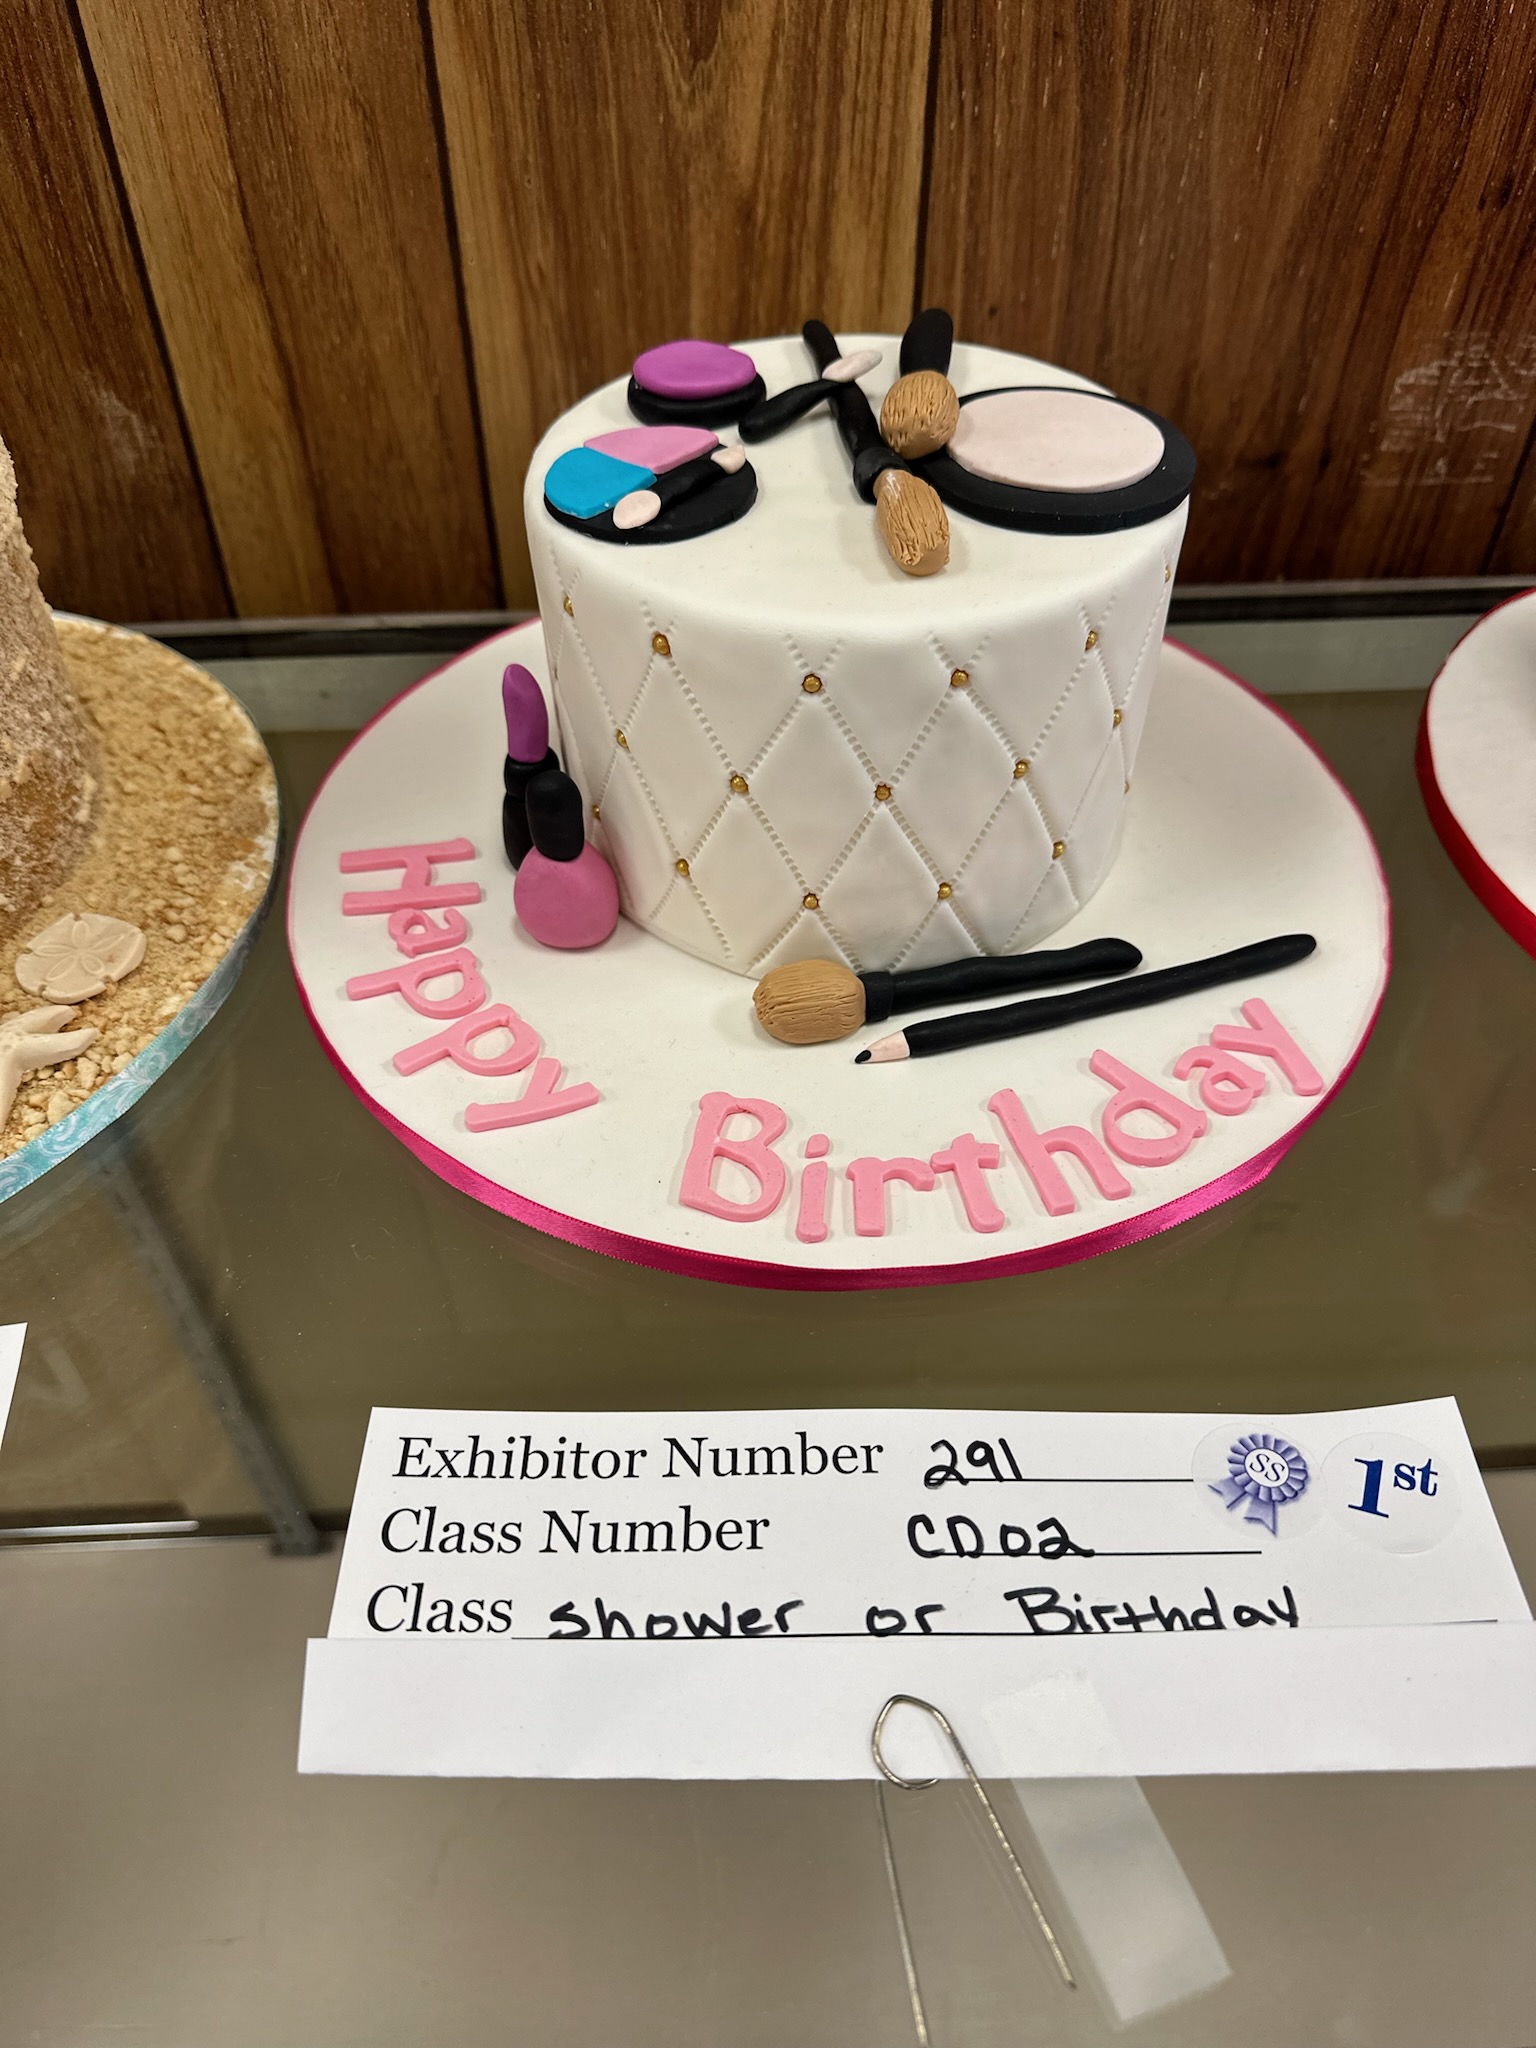 Happy Birthday
Exhibitor Number 291
SS
1st
Class Number CD02
Class Shower or Birthday